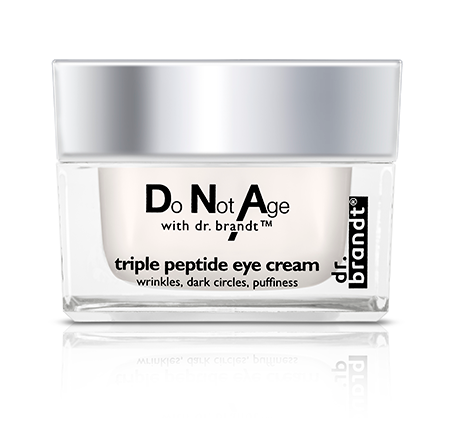 Do Not Age
with dr. brandt™
triple peptide eye cream
wrinkles, dark circles, puffiness
dr.
brandt®